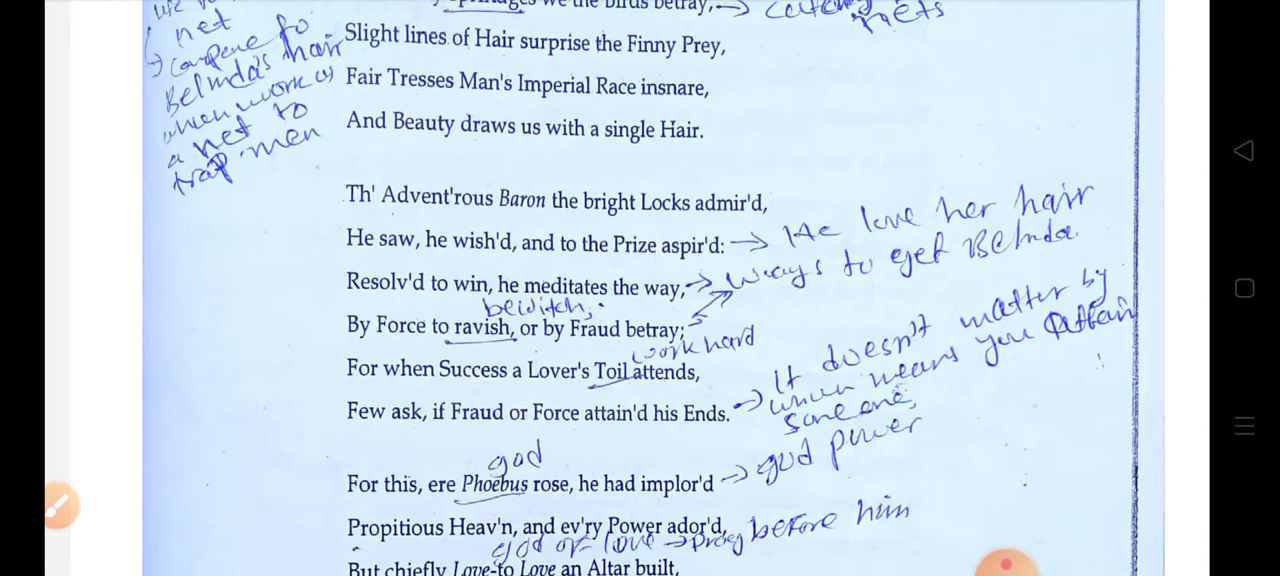 net
→ compare to
Belinda's hair
when work as
a net to
trap men
the Birds betray, → catching
nets
Slight lines of Hair surprise the Finny Prey,
Fair Tresses Man's Imperial Race insnare,
And Beauty draws us with a single Hair.
Th' Advent'rous Baron the bright Locks admir'd,
He saw, he wish'd, and to the Prize aspir'd: → He love her hair
Resolv'd to win, he meditates the way, → ways to get Belinda.
bewitch,
By Force to ravish, or by Fraud betray;
work hard
For when Success a Lover's Toil attends,
Few ask, if Fraud or Force attain'd his Ends. → It doesn't matter by
when means you attain
someone,
god
For this, ere Phoebus rose, he had implor'd → god power
Propitious Heav'n, and ev'ry Power ador'd,
god of love → pray before him
But chiefly Love-to Love an Altar built,